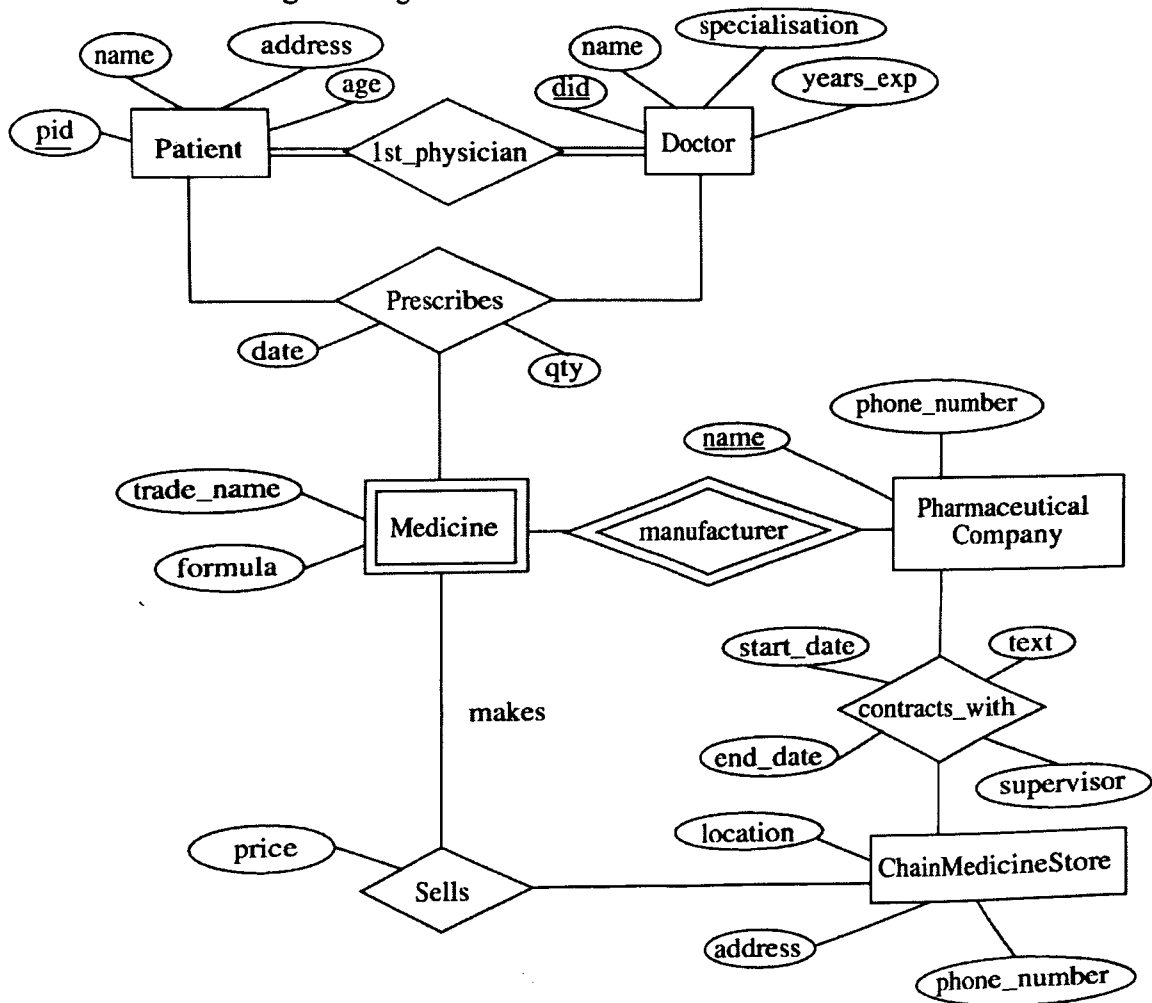 name
address
age
pid
Patient
1st_physician
name
specialisation
did
years_exp
Doctor
Prescribes
date
qty
trade_name
formula
Medicine
manufacturer
name
phone_number
Pharmaceutical
Company
start_date
text
contracts_with
end_date
supervisor
makes
price
Sells
location
ChainMedicineStore
address
phone_number